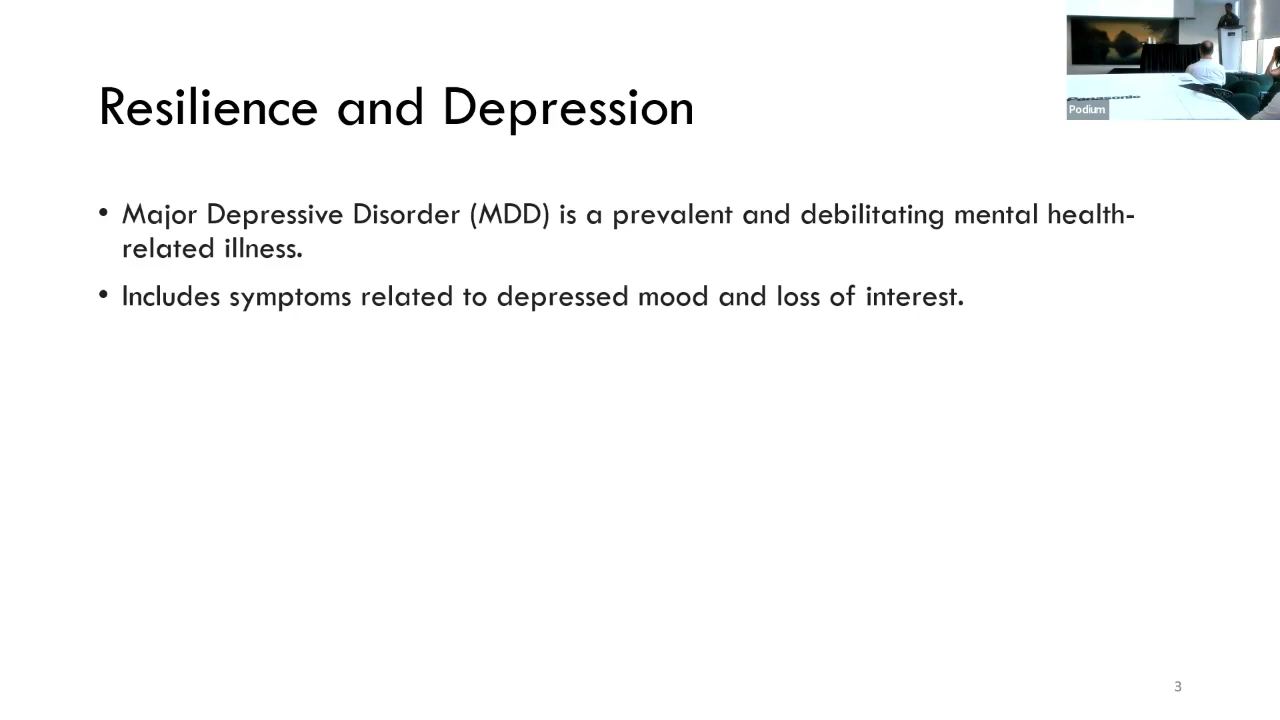 Resilience and Depression
• Major Depressive Disorder (MDD) is a prevalent and debilitating mental health-
related illness.
• Includes symptoms related to depressed mood and loss of interest.
Panasonic
Podium
3